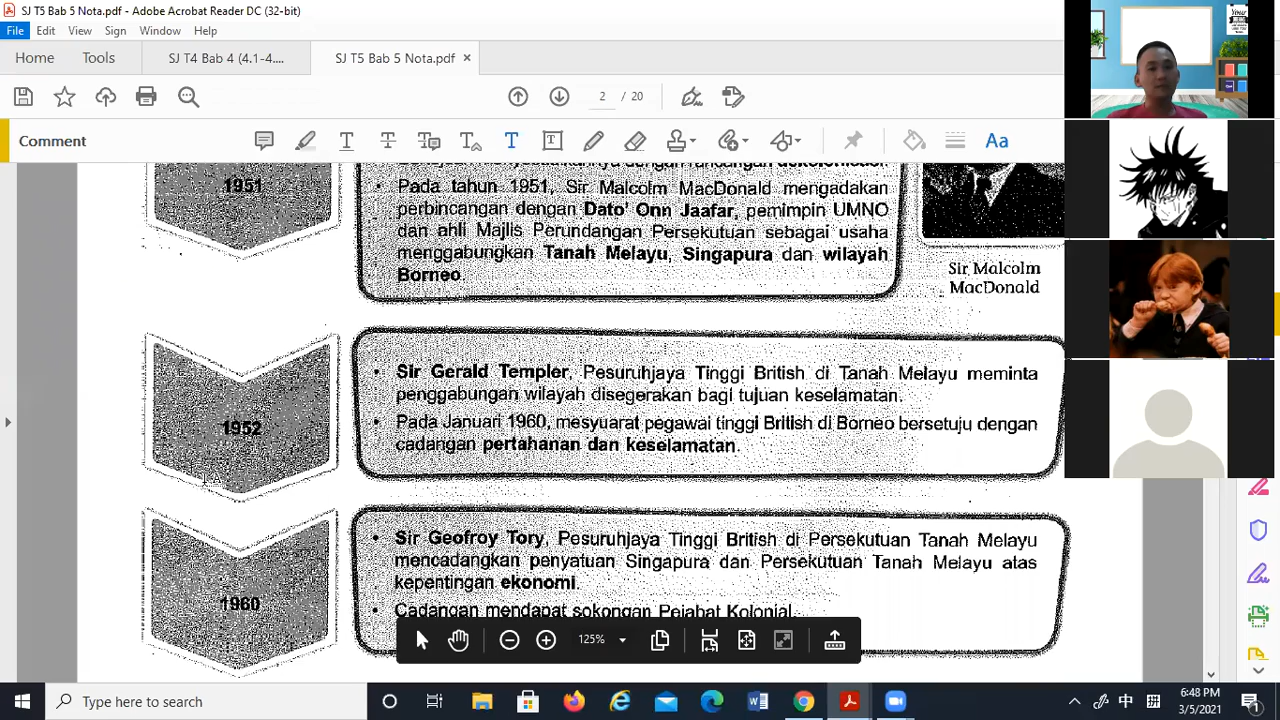 SJ T5 Bab 5 Nota.pdf - Adobe Acrobat Reader DC (32-bit)
File Edit View Sign Window Help
Home Tools SJ T4 Bab 4 (4.1-4.... SJ T5 Bab 5 Nota.pdf ×
2 / 20
Comment
Aa
1951
dekolonisasi.
• Pada tahun 1951, Sir Malcolm MacDonald mengadakan
perbincangan dengan Dato' Onn Jaafar, pemimpin UMNO
dan ahli Majlis Perundangan Persekutuan sebagai usaha
menggabungkan Tanah Melayu, Singapura dan wilayah
Borneo.
Sir Malcolm
MacDonald
1952
• Sir Gerald Templer, Pesuruhjaya Tinggi British di Tanah Melayu meminta
penggabungan wilayah disegerakan bagi tujuan keselamatan.
• Pada Januari 1960, mesyuarat pegawai tinggi British di Borneo bersetuju dengan
cadangan pertahanan dan keselamatan.
1960
• Sir Geofroy Tory, Pesuruhjaya Tinggi British di Persekutuan Tanah Melayu
mencadangkan penyatuan Singapura dan Persekutuan Tanah Melayu atas
kepentingan ekonomi.
• Cadangan mendapat sokongan Pejabat Kolonial.
125%
Type here to search
中 拼
6:48 PM
3/5/2021